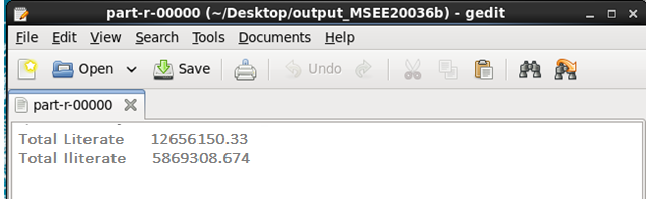 part-r-00000 (~/Desktop/output_MSEE20036b) - gedit
File Edit View Search Tools Documents Help
Open Save Undo
part-r-00000
Total Literate 12656150.33
Total Iliterate 5869308.674